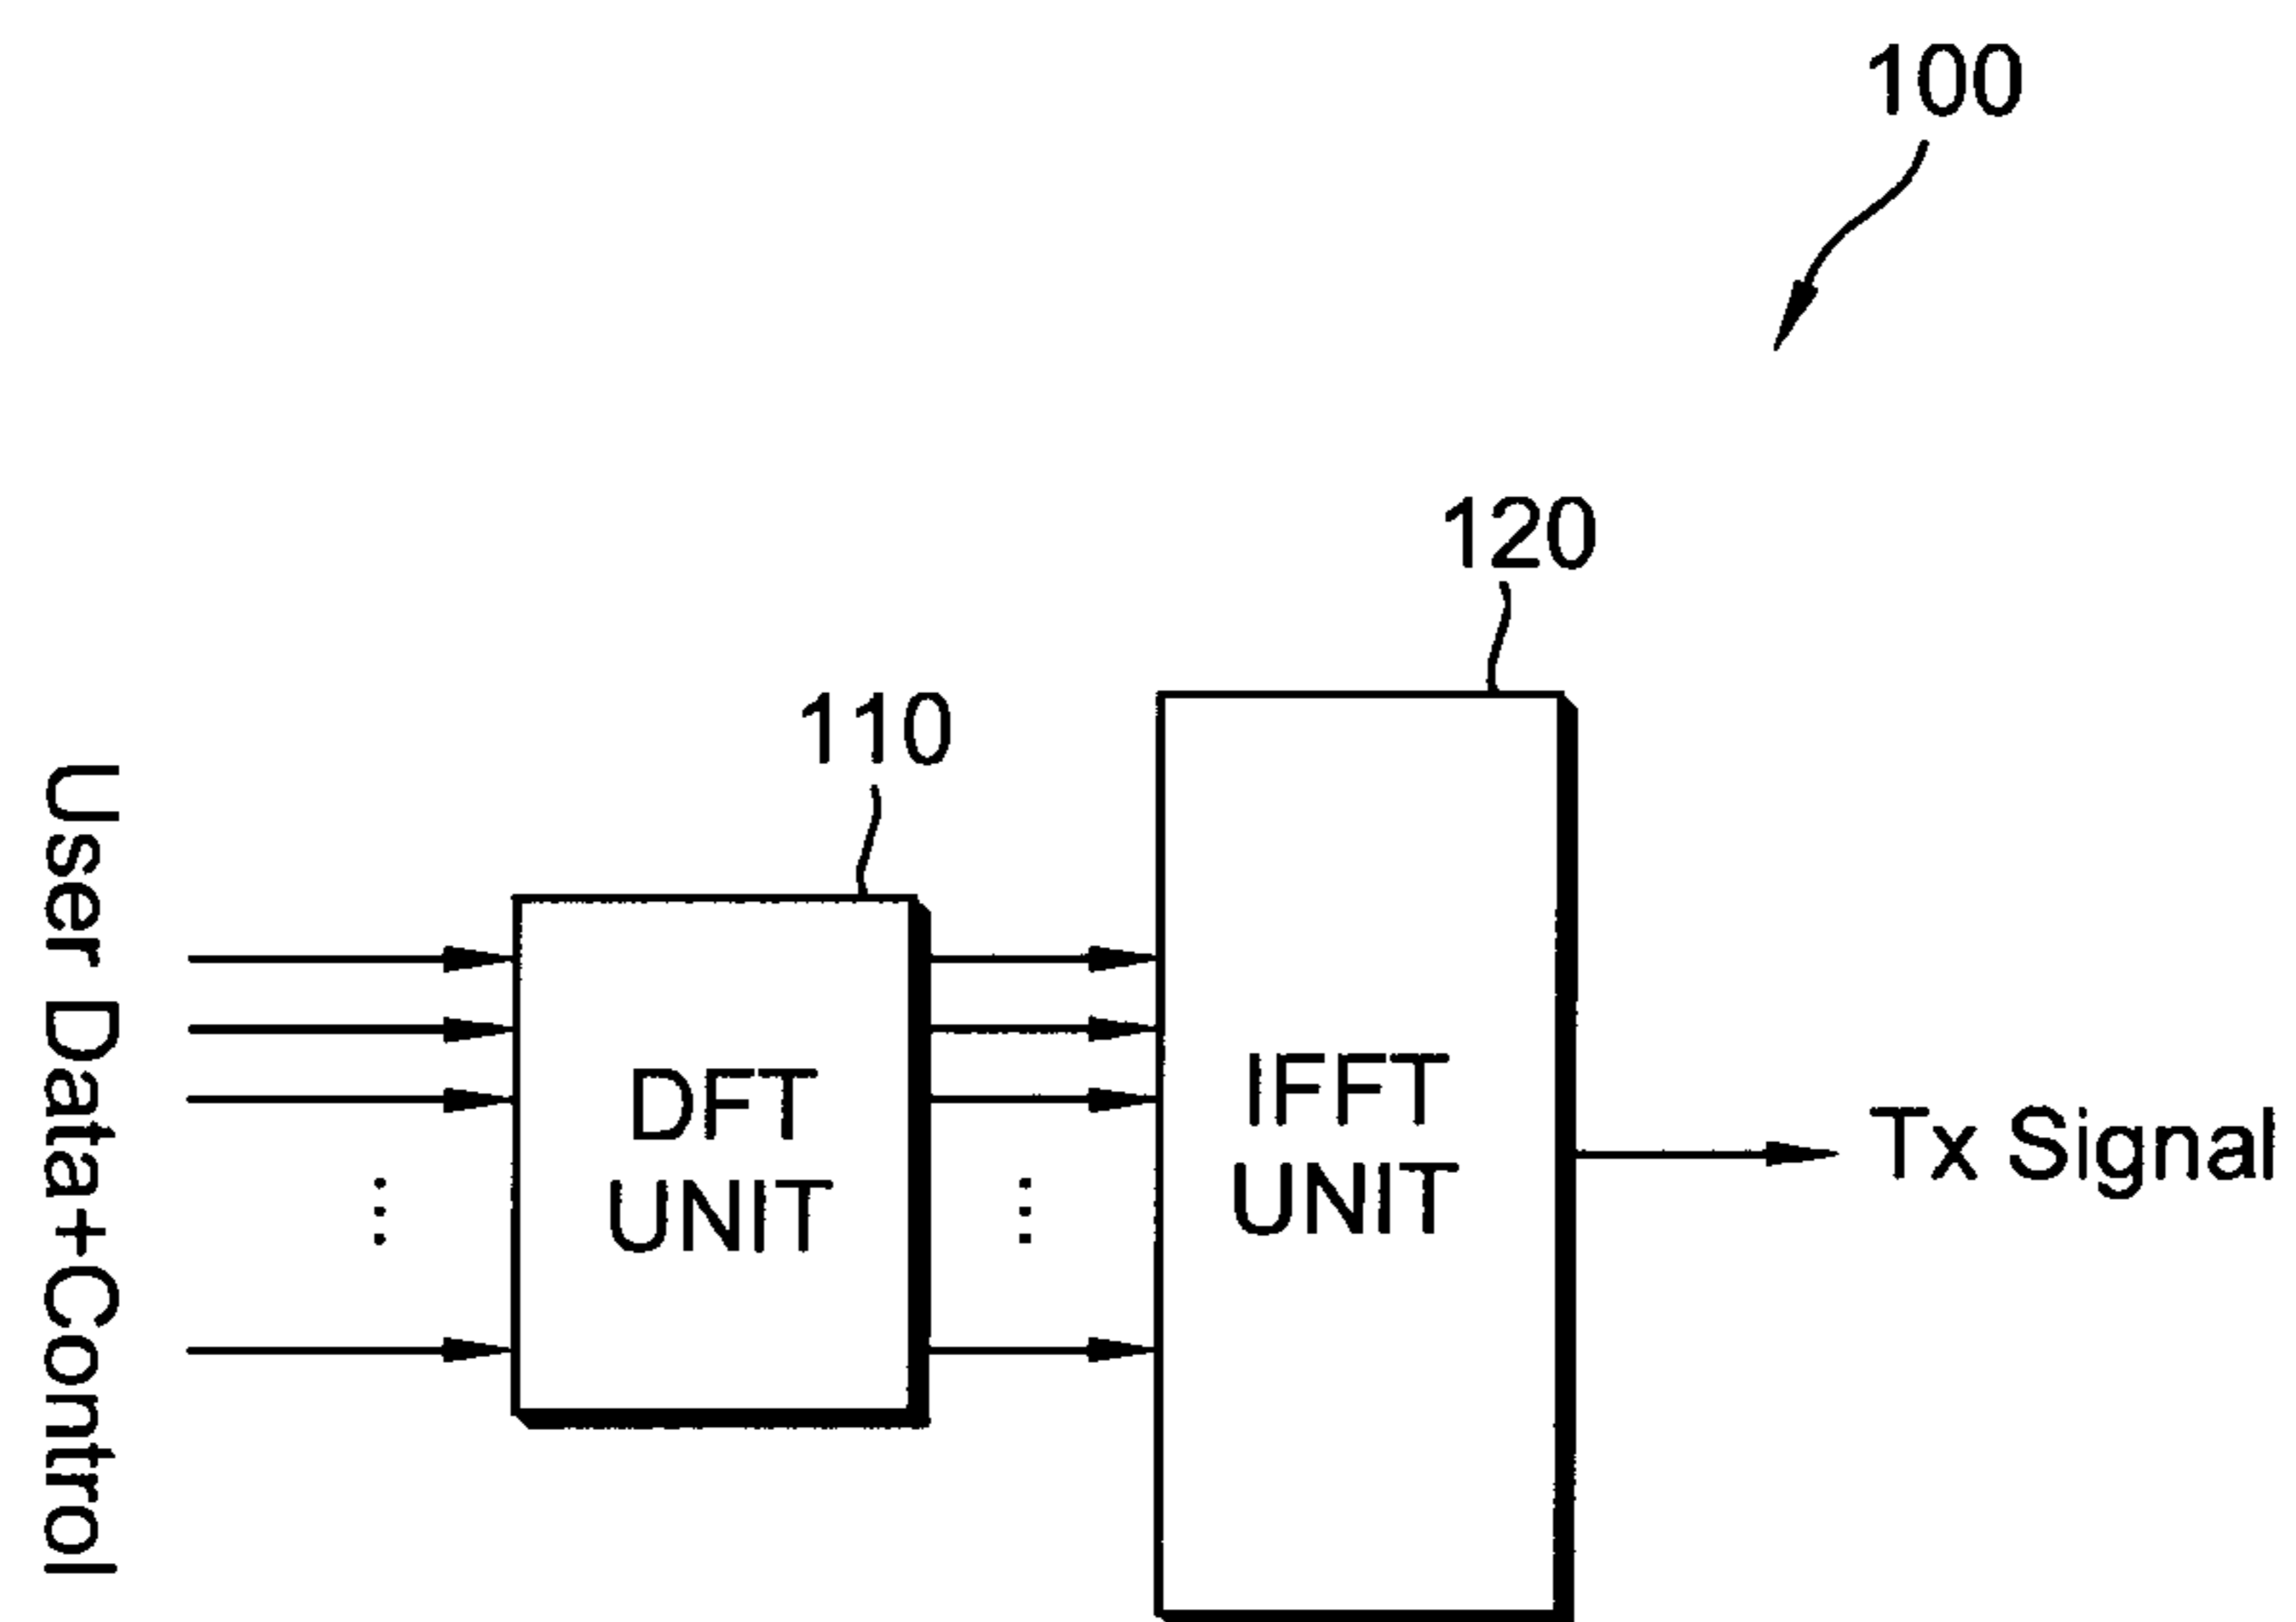 100
120
110
User Data+Control
DFT
UNIT
IFFT
UNIT
Tx Signal